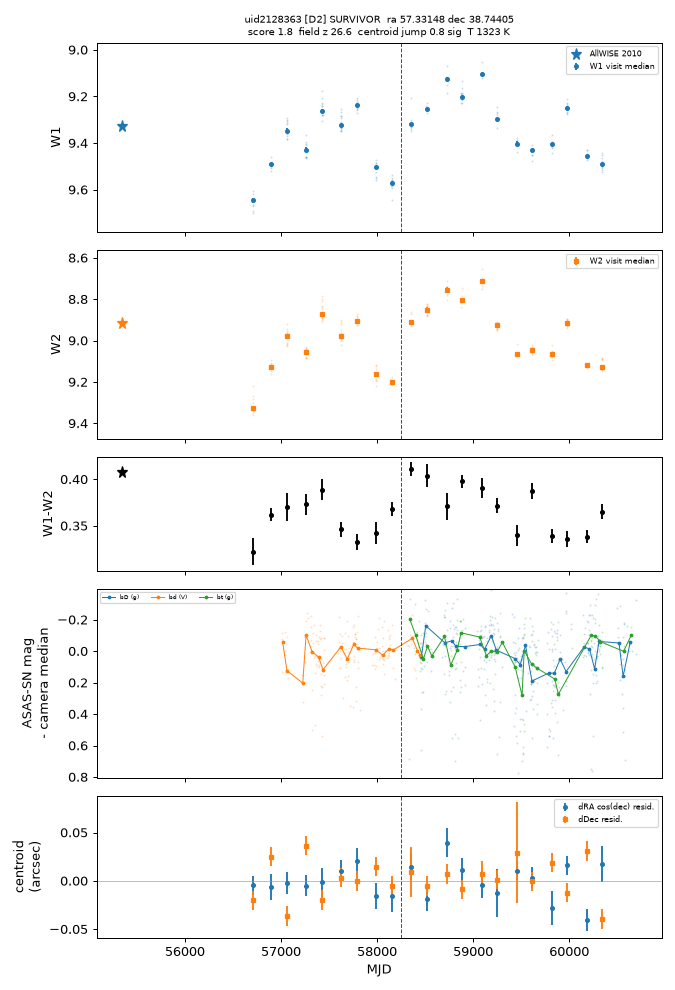 uid2128363 [D2] SURVIVOR ra 57.33148 dec 38.74405
score 1.8 field z 26.6 centroid jump 0.8 sig T 1323 K
9.0
9.2
9.4
9.6
W1
AllWISE 2010
W1 visit median
8.6
8.8
9.0
9.2
9.4
W2
W2 visit median
0.40
0.35
W1-W2
−0.2
0.0
0.2
0.4
0.6
0.8
ASAS-SN mag
- camera median
bd (V)
bt (g)
0.05
0.00
−0.05
centroid
(arcsec)
dRA cos(dec) resid.
dDec resid.
56000
57000
58000
59000
60000
MJD